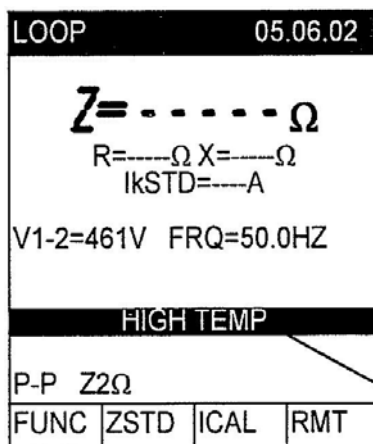 LOOP 05.06.02
Z=-----Ω
R=-----Ω X=-----Ω
IkSTD=----A
V1-2=461V FRQ=50.0HZ
HIGH TEMP
P-P Z2Ω
FUNC ZSTD ICAL RMT